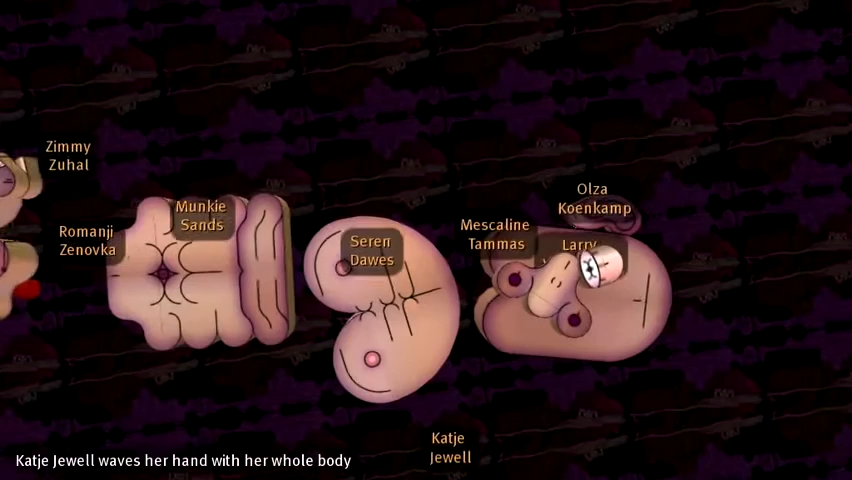 Zimmy
Zuhal
Munkie
Sands
Romanji
Zenovka
Seren
Dawes
Mescaline
Tammas
Olza
Koenkamp
Larry
Katje
Jewell
Katje Jewell waves her hand with her whole body